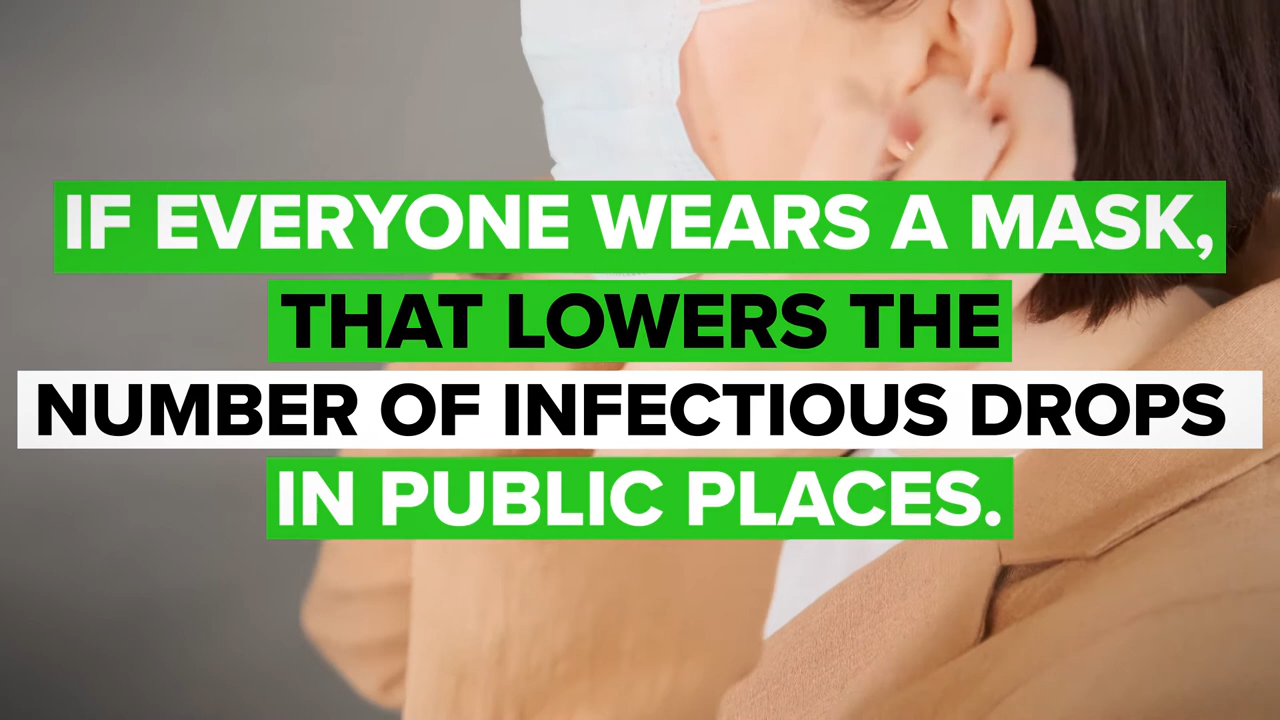 IF EVERYONE WEARS A MASK,
THAT LOWERS THE
NUMBER OF INFECTIOUS DROPS
IN PUBLIC PLACES.